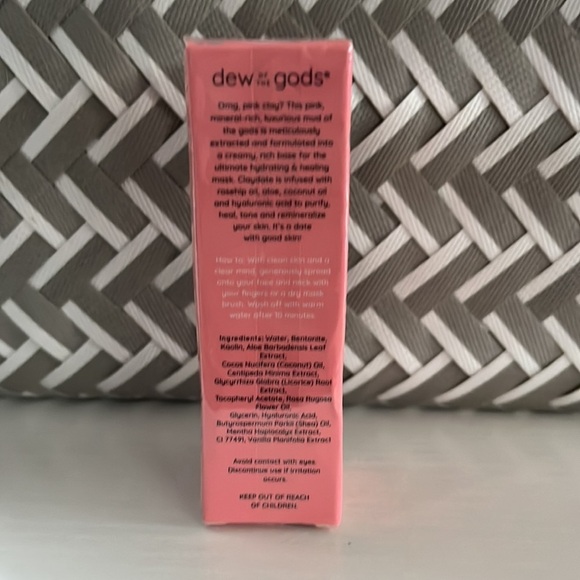 dew OF THE gods®
Omg, pink clay? This pink,
mineral-rich, luxurious mud of
the gods is meticulously
extracted and formulated into
a creamy, rich base for the
ultimate hydrating & healing
mask. Claydate is infused with
rosehip oil, aloe, coconut oil
and hyaluronic acid to purify,
heal, tone and remineralize
your skin. It's a date
with good skin!
How to: With clean skin and a
clear mind, generously spread
onto your face and neck with
your fingers or a dry mask
brush. Wash off with warm
water after 10 minutes.
Ingredients: Water, Bentonite,
Kaolin, Aloe Barbadensis Leaf
Extract,
Cocos Nucifera (Coconut) Oil,
Centipeda Minima Extract,
Glycyrrhiza Glabra (Licorice) Root
Extract,
Tocopheryl Acetate, Rosa Rugosa
Flower Oil,
Glycerin, Hyaluronic Acid,
Butyrospermum Parkii (Shea) Oil,
Mentha Haplocalyx Extract,
CI 77491, Vanilla Planifolia Extract
Avoid contact with eyes.
Discontinue use if irritation
occurs.
KEEP OUT OF REACH
OF CHILDREN.